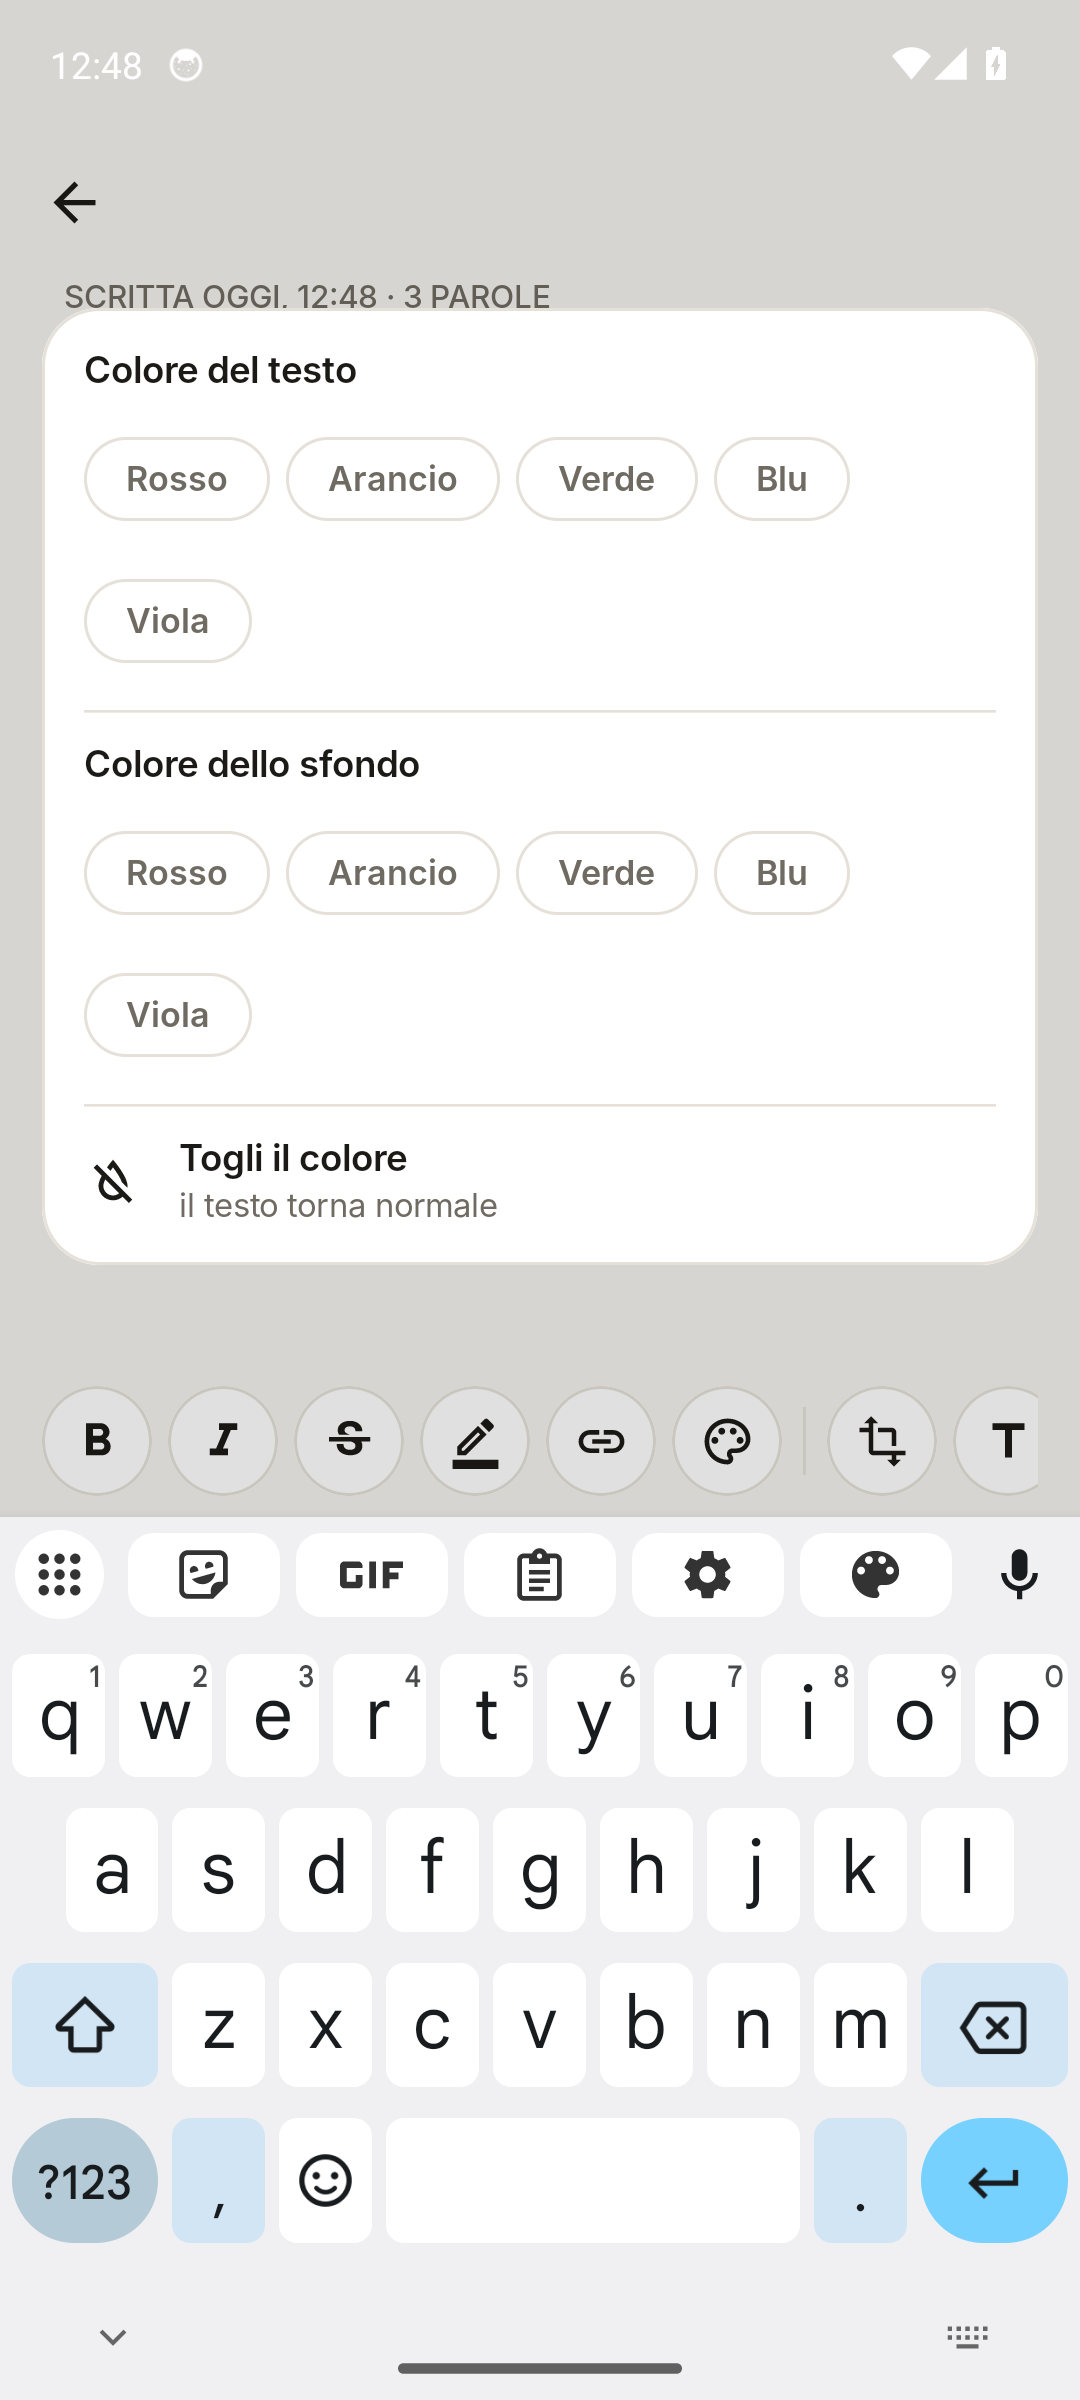 12:48
SCRITTA OGGI, 12:48 · 3 PAROLE
Colore del testo
Rosso Arancio Verde Blu
Viola
Colore dello sfondo
Rosso Arancio Verde Blu
Viola
Togli il colore
il testo torna normale
B I S T
GIF
1 2 3 4 5 6 7 8 9 0
q w e r t y u i o p
a s d f g h j k l
z x c v b n m
?123 , .